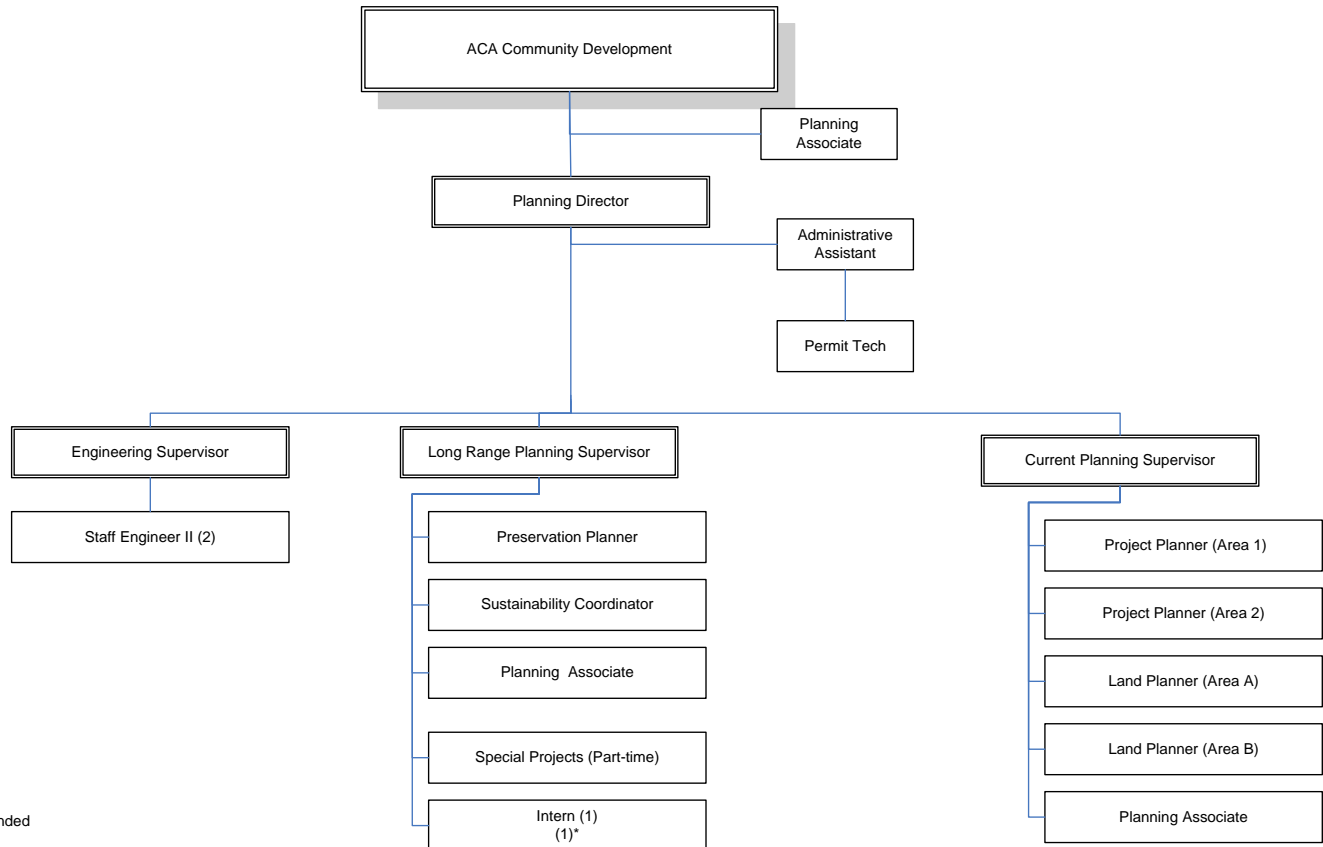 ACA Community Development
Planning
Associate
Planning Director
Administrative
Assistant
Permit Tech
Engineering Supervisor
Staff Engineer II (2)
Long Range Planning Supervisor
Preservation Planner
Sustainability Coordinator
Planning Associate
Special Projects (Part-time)
Intern (1)
(1)*
Current Planning Supervisor
Project Planner (Area 1)
Project Planner (Area 2)
Land Planner (Area A)
Land Planner (Area B)
Planning Associate